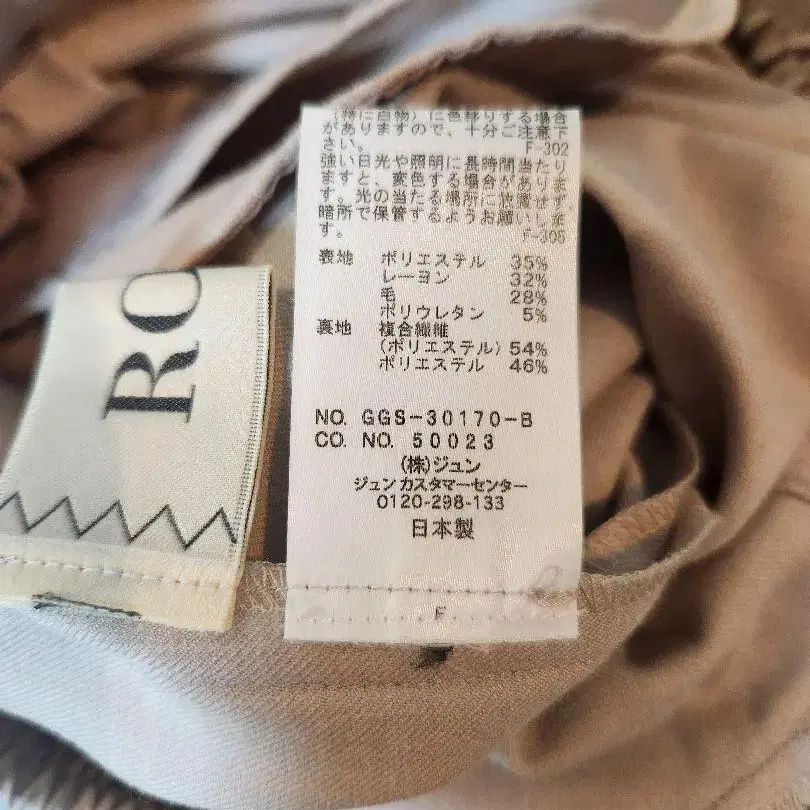 (特に白物)に色移りする場合
がありますので、十分ご注意下
さい。 F-302
強い日光や照明に長時間当たり
ますと、変色する場合がありま
す。光の当たる場所に放置せず
暗所で保管するようお願いしま
す。 F-305
表地 ポリエステル 35%
レーヨン 32%
毛 28%
ポリウレタン 5%
裏地 複合繊維
(ポリエステル) 54%
ポリエステル 46%
NO. GGS-30170-B
CO. NO. 50023
(株)ジュン
ジュン カスタマーセンター
0120-298-133
日本製
F
RO